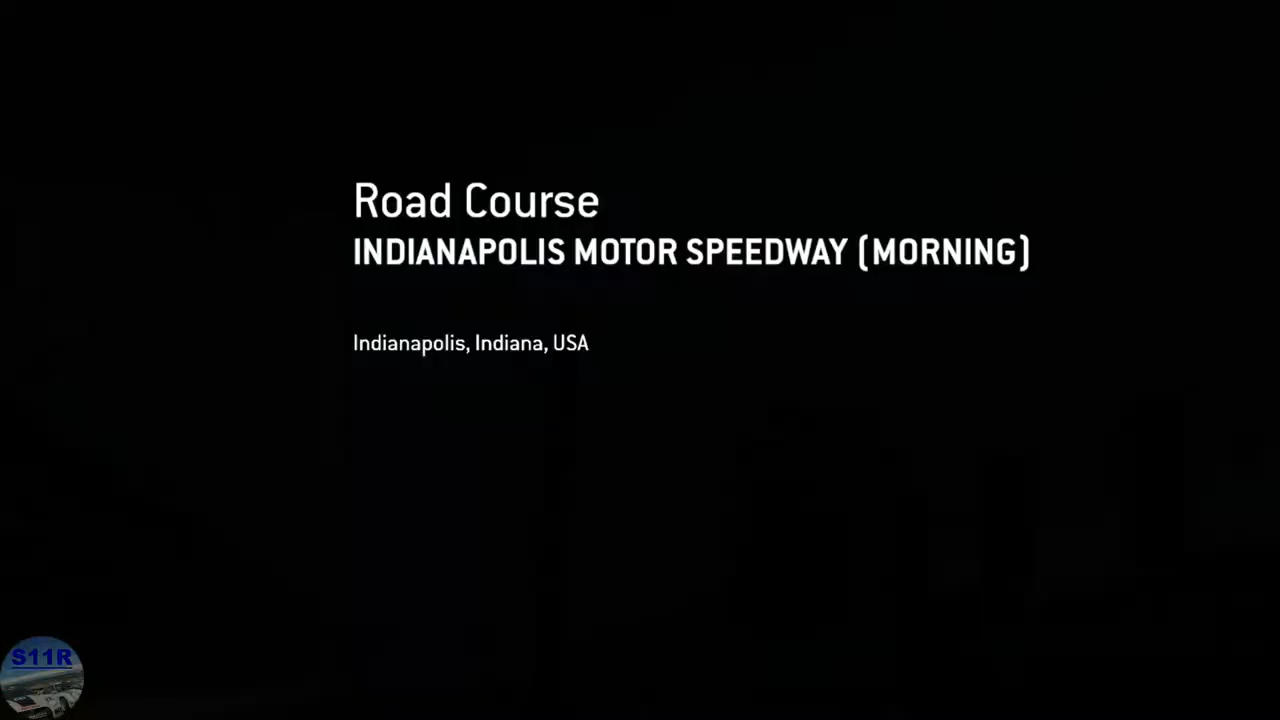 Road Course
INDIANAPOLIS MOTOR SPEEDWAY (MORNING)
Indianapolis, Indiana, USA
S11R